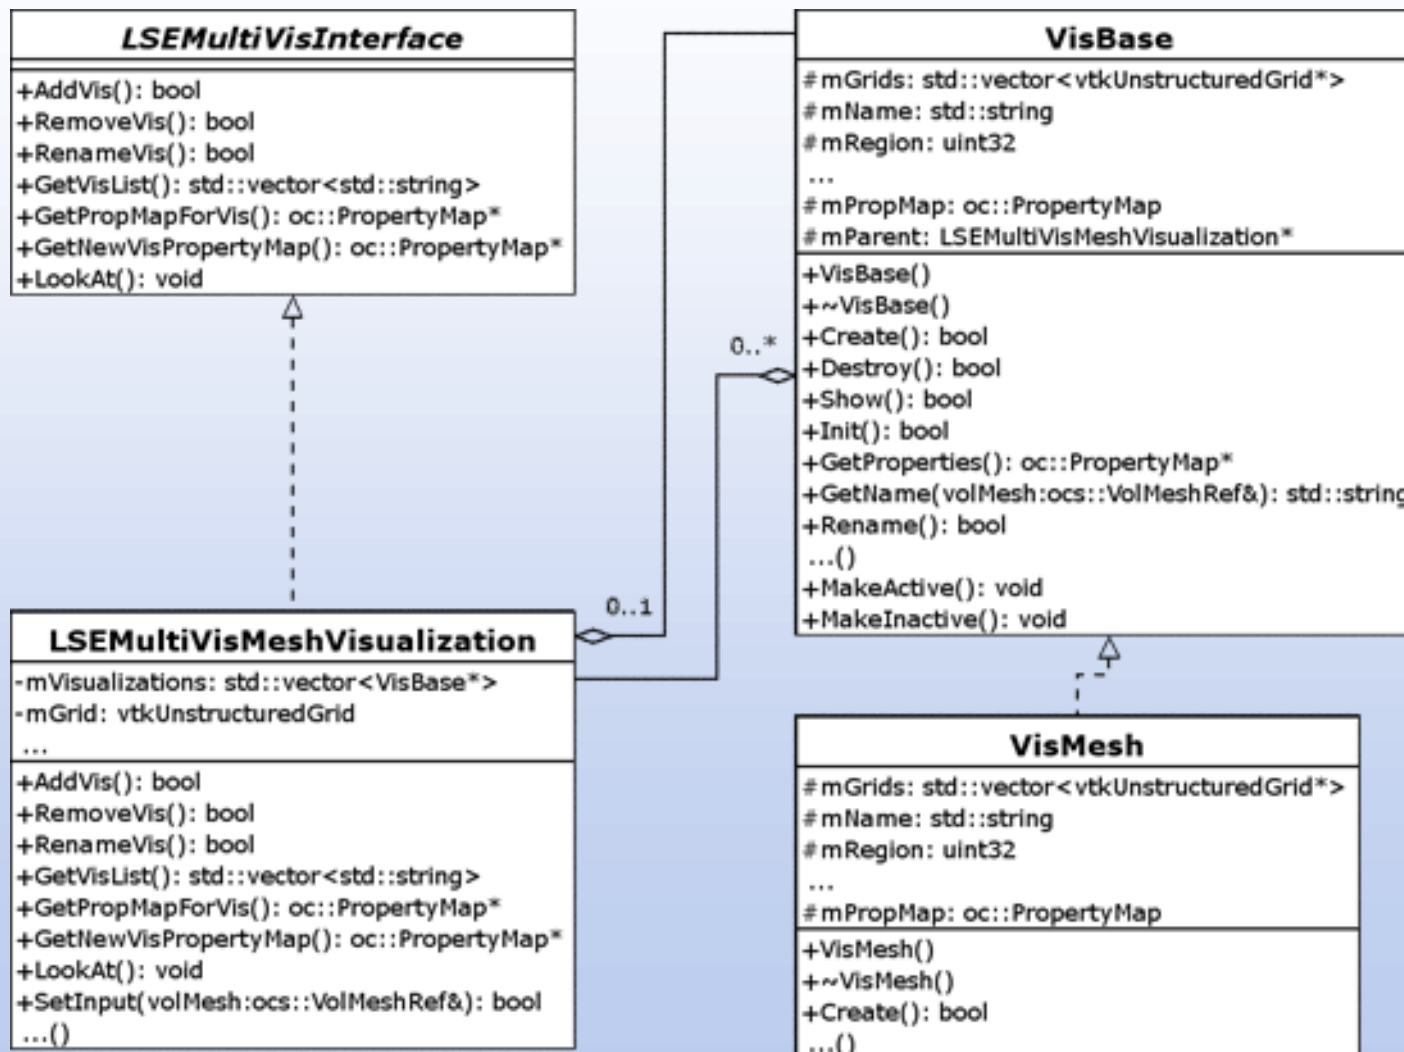 LSEMultiVisInterface
+AddVis(): bool
+RemoveVis(): bool
+RenameVis(): bool
+GetVisList(): std::vector<std::string>
+GetPropMapForVis(): oc::PropertyMap*
+GetNewVisPropertyMap(): oc::PropertyMap*
+LookAt(): void
VisBase
#mGrids: std::vector<vtkUnstructuredGrid*>
#mName: std::string
#mRegion: uint32
...
#mPropMap: oc::PropertyMap
#mParent: LSEMultiVisMeshVisualization*
+VisBase()
+~VisBase()
+Create(): bool
+Destroy(): bool
+Show(): bool
+Init(): bool
+GetProperties(): oc::PropertyMap*
+GetName(volMesh:ocs::VolMeshRef&): std::string
+Rename(): bool
...()
+MakeActive(): void
+MakeInactive(): void
0..*
0..1
LSEMultiVisMeshVisualization
-mVisualizations: std::vector<VisBase*>
-mGrid: vtkUnstructuredGrid
...
+AddVis(): bool
+RemoveVis(): bool
+RenameVis(): bool
+GetVisList(): std::vector<std::string>
+GetPropMapForVis(): oc::PropertyMap*
+GetNewVisPropertyMap(): oc::PropertyMap*
+LookAt(): void
+SetInput(volMesh:ocs::VolMeshRef&): bool
...()
VisMesh
#mGrids: std::vector<vtkUnstructuredGrid*>
#mName: std::string
#mRegion: uint32
...
#mPropMap: oc::PropertyMap
+VisMesh()
+~VisMesh()
+Create(): bool
...()